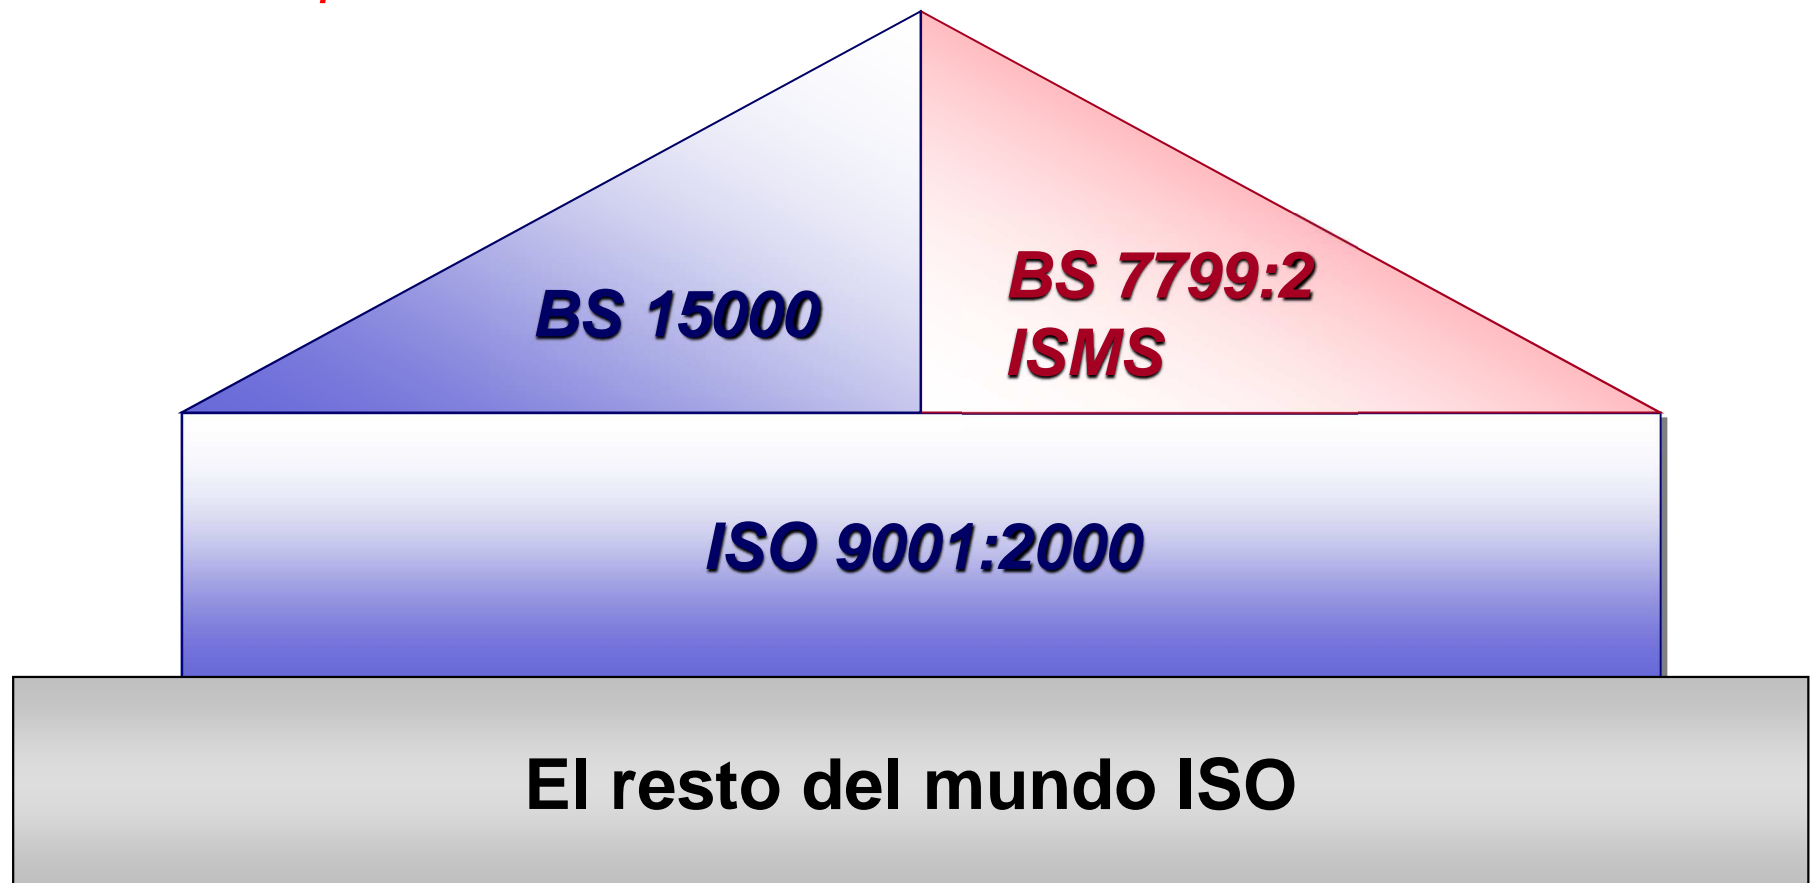 BS 15000
BS 7799:2
ISMS
ISO 9001:2000
El resto del mundo ISO